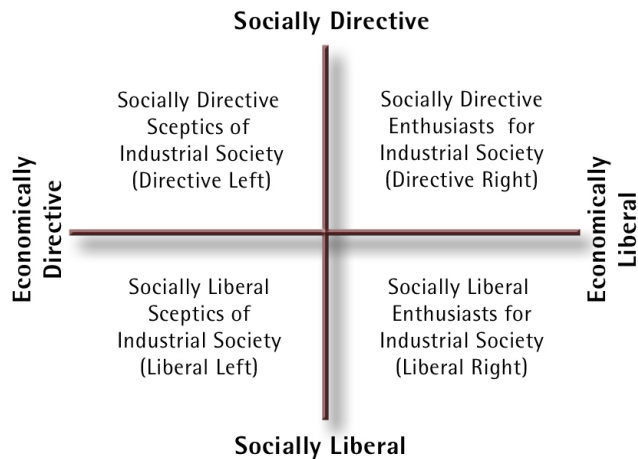 Socially Directive
Socially Directive
Sceptics of
Industrial Society
(Directive Left)
Socially Directive
Enthusiasts for
Industrial Society
(Directive Right)
Economically
Directive
Economically
Liberal
Socially Liberal
Sceptics of
Industrial Society
(Liberal Left)
Socially Liberal
Enthusiasts for
Industrial Society
(Liberal Right)
Socially Liberal